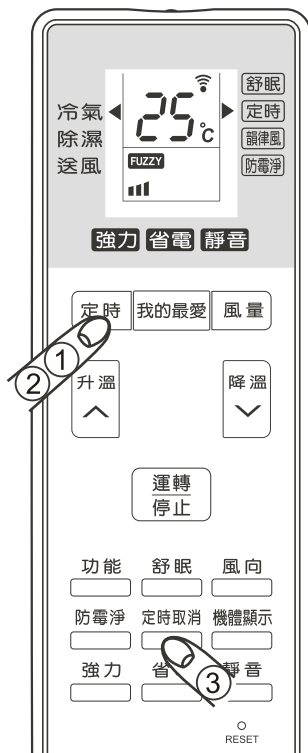 冷氣 25°C 舒眠
除濕 定時
送風 FUZZY 韻律風
防霉淨
強力 省電 靜音
定時 我的最愛 風量
① ②
升溫 降溫
運轉
停止
功能 舒眠 風向
防霉淨 定時取消 機體顯示
強力 省 靜音
③
RESET